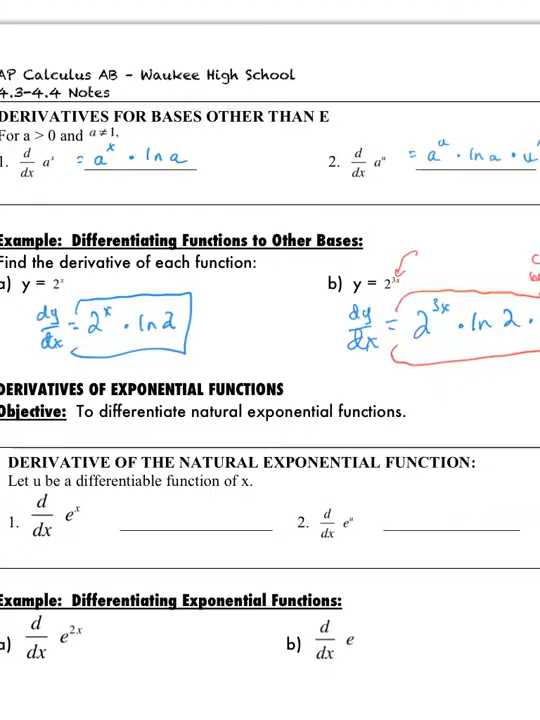 AP Calculus AB - Waukee High School
4.3-4.4 Notes
DERIVATIVES FOR BASES OTHER THAN E
For a > 0 and a ≠ 1,
1. d/dx a^x = a^x · ln a
2. d/dx a^u = a^u · ln a · u'
Example: Differentiating Functions to Other Bases:
Find the derivative of each function:
a) y = 2^x
b) y = 2^{3x}
dy/dx = 2^x · ln 2
dy/dx = 2^{3x} · ln 2 ·
DERIVATIVES OF EXPONENTIAL FUNCTIONS
Objective: To differentiate natural exponential functions.
DERIVATIVE OF THE NATURAL EXPONENTIAL FUNCTION:
Let u be a differentiable function of x.
1. d/dx e^x
2. d/dx e^u
Example: Differentiating Exponential Functions:
a) d/dx e^{2x}
b) d/dx e